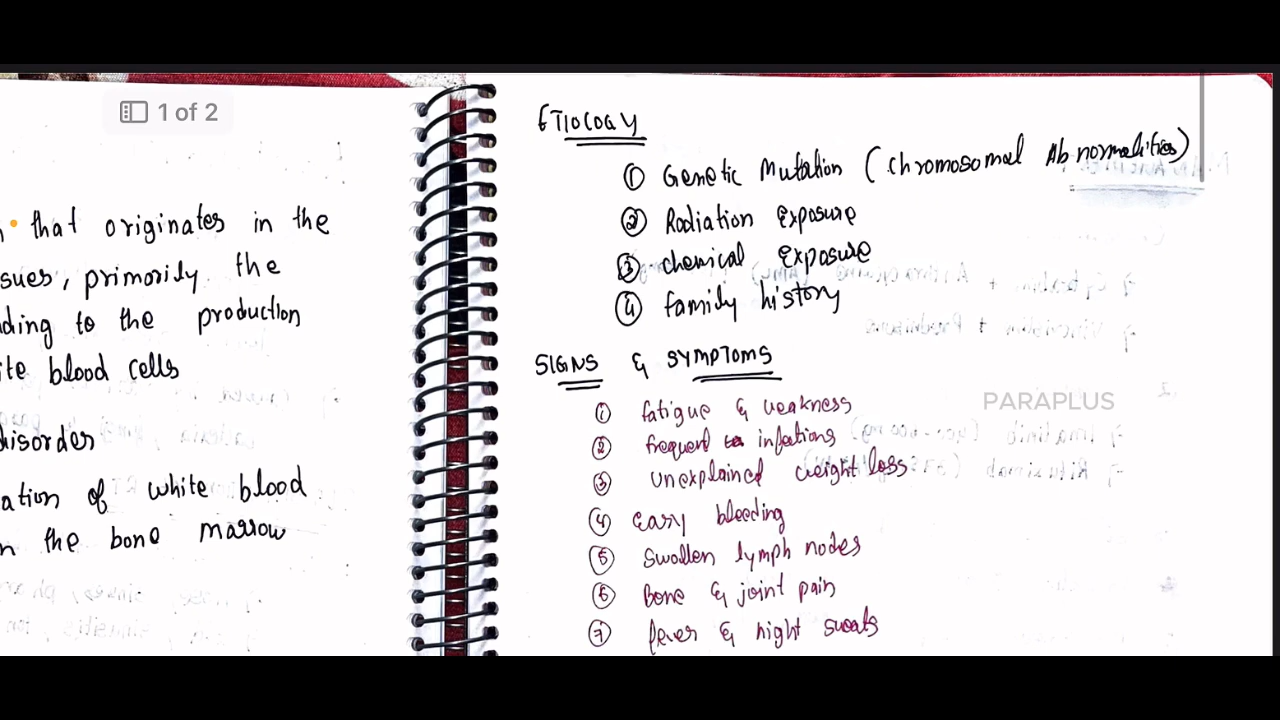 1 of 2
that originates in the
sues, primarily the
ding to the production
ite blood cells
disorder
ation of white blood
n the bone marrow
ETIOLOGY
① Genetic Mutation (chromosomal Abnormalities)
② Radiation Exposure
③ chemical Exposure
④ family history
SIGNS & SYMPTOMS
① fatigue & weakness
② frequent infections
③ unexplained weight loss
④ Easy bleeding
⑤ Swollen lymph nodes
⑥ Bone & joint pain
⑦ fever & night sweats
PARAPLUS